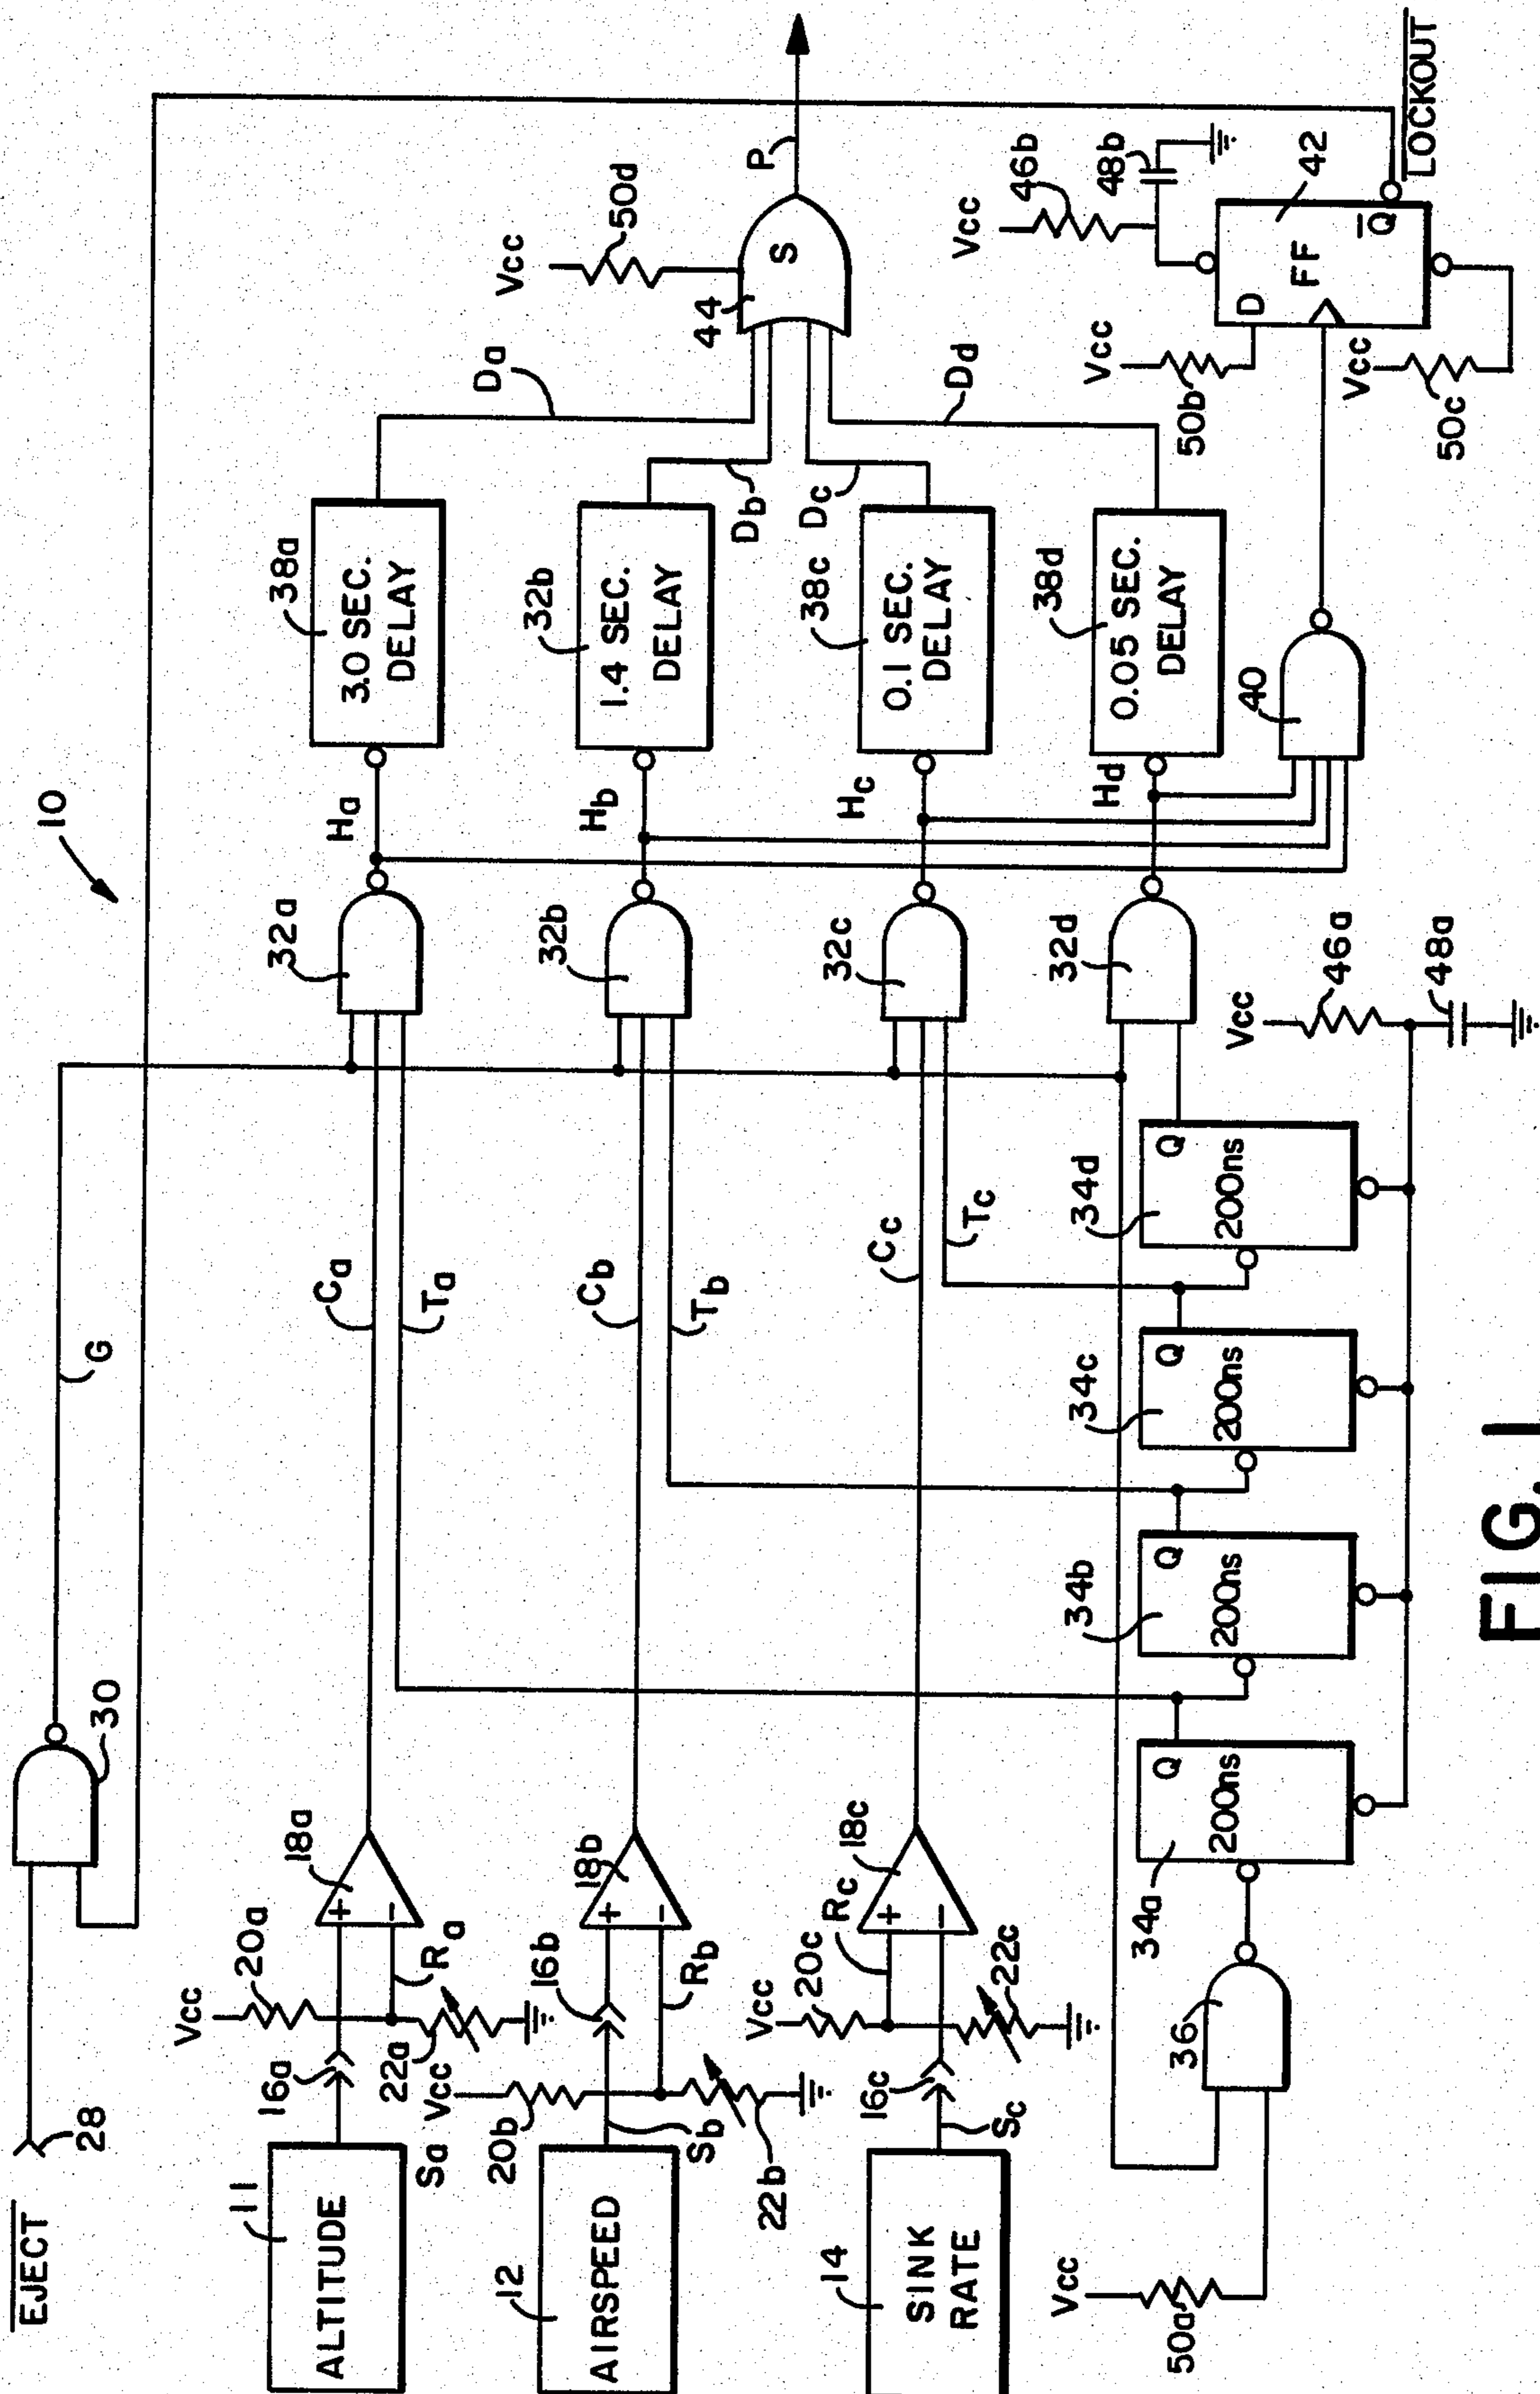 EJECT
28
30
G
10
11
ALTITUDE
Sa
16a
Vcc
20a
22a
Ra
18a
Ca
Ta
32a
Ha
38a
3.0 SEC.
DELAY
Da
12
AIRSPEED
Sb
16b
Vcc
20b
22b
Rb
18b
Cb
Tb
32b
Hb
32b
1.4 SEC.
DELAY
Db
14
SINK
RATE
Sc
16c
Vcc
20c
22c
Rc
18c
Cc
Tc
32c
Hc
38c
0.1 SEC.
DELAY
Dc
32d
Hd
38d
0.05 SEC.
DELAY
Dd
Vcc
50d
44
S
P
Vcc
50a
36
34a
Q
200ns
34b
Q
200ns
34c
Q
200ns
34d
Q
200ns
Vcc
46a
48a
40
Vcc
50b
Vcc
50c
D
FF
Q
42
Vcc
46b
48b
LOCKOUT
+
-
+
-
+
-
FIG. 1